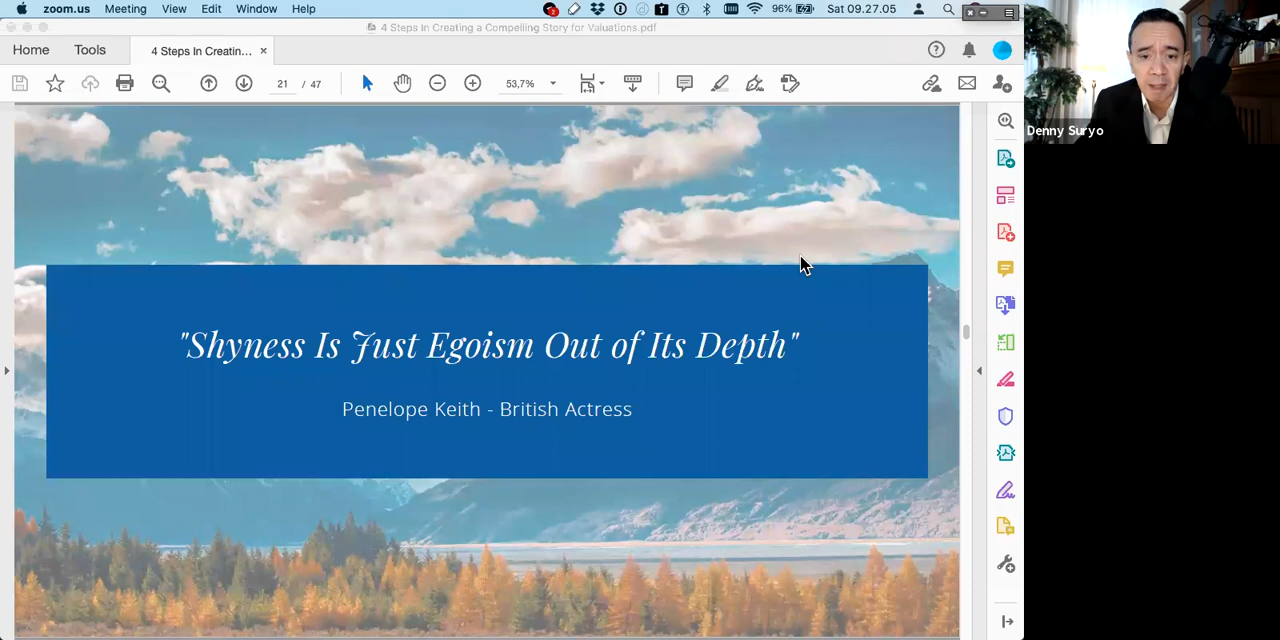 zoom.us Meeting View Edit Window Help 96% Sat 09.27.05
4 Steps In Creating a Compelling Story for Valuations.pdf
Home Tools 4 Steps In Creatin... ×
21 / 47 53,7%
Denny Suryo
"Shyness Is Just Egoism Out of Its Depth"
Penelope Keith - British Actress